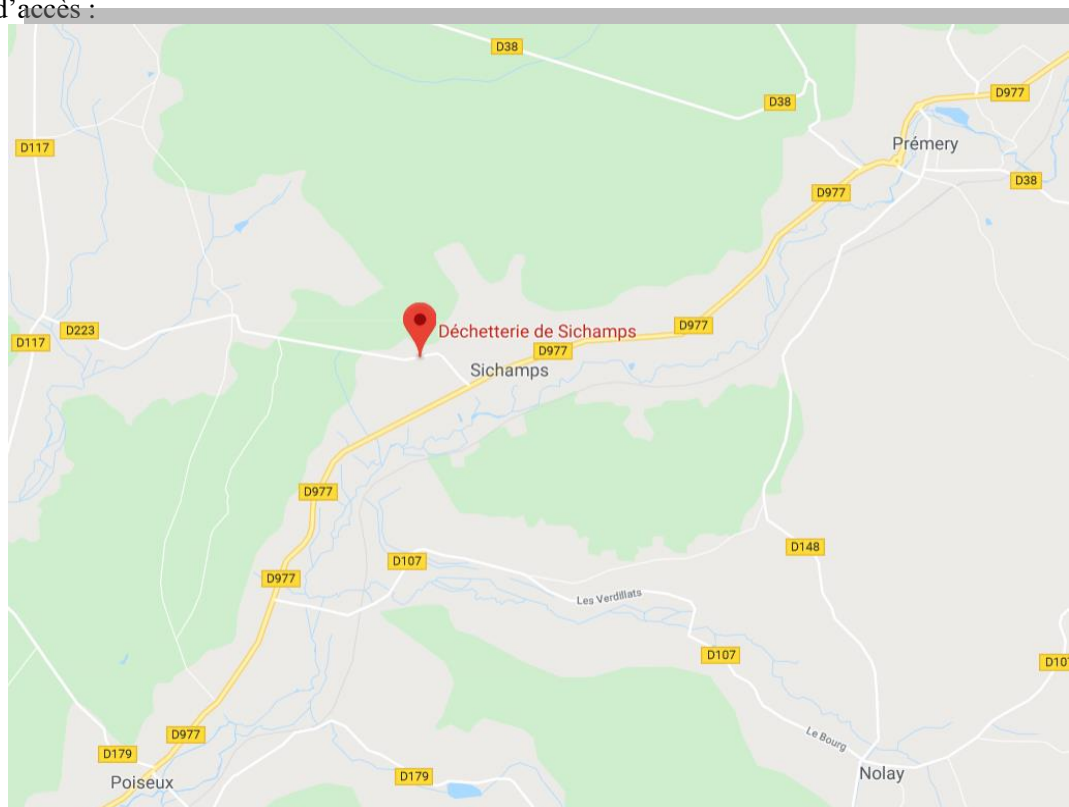 d'accès :
D38
D977
D38
D117
Prémery
D38
D977
D223
D117
Déchetterie de Sichamps
D977
D977
Sichamps
D977
D148
D107
D977
Les Verdillats
D107
D107
D977
Le Bourg
D179
D179
Poiseux
Nolay